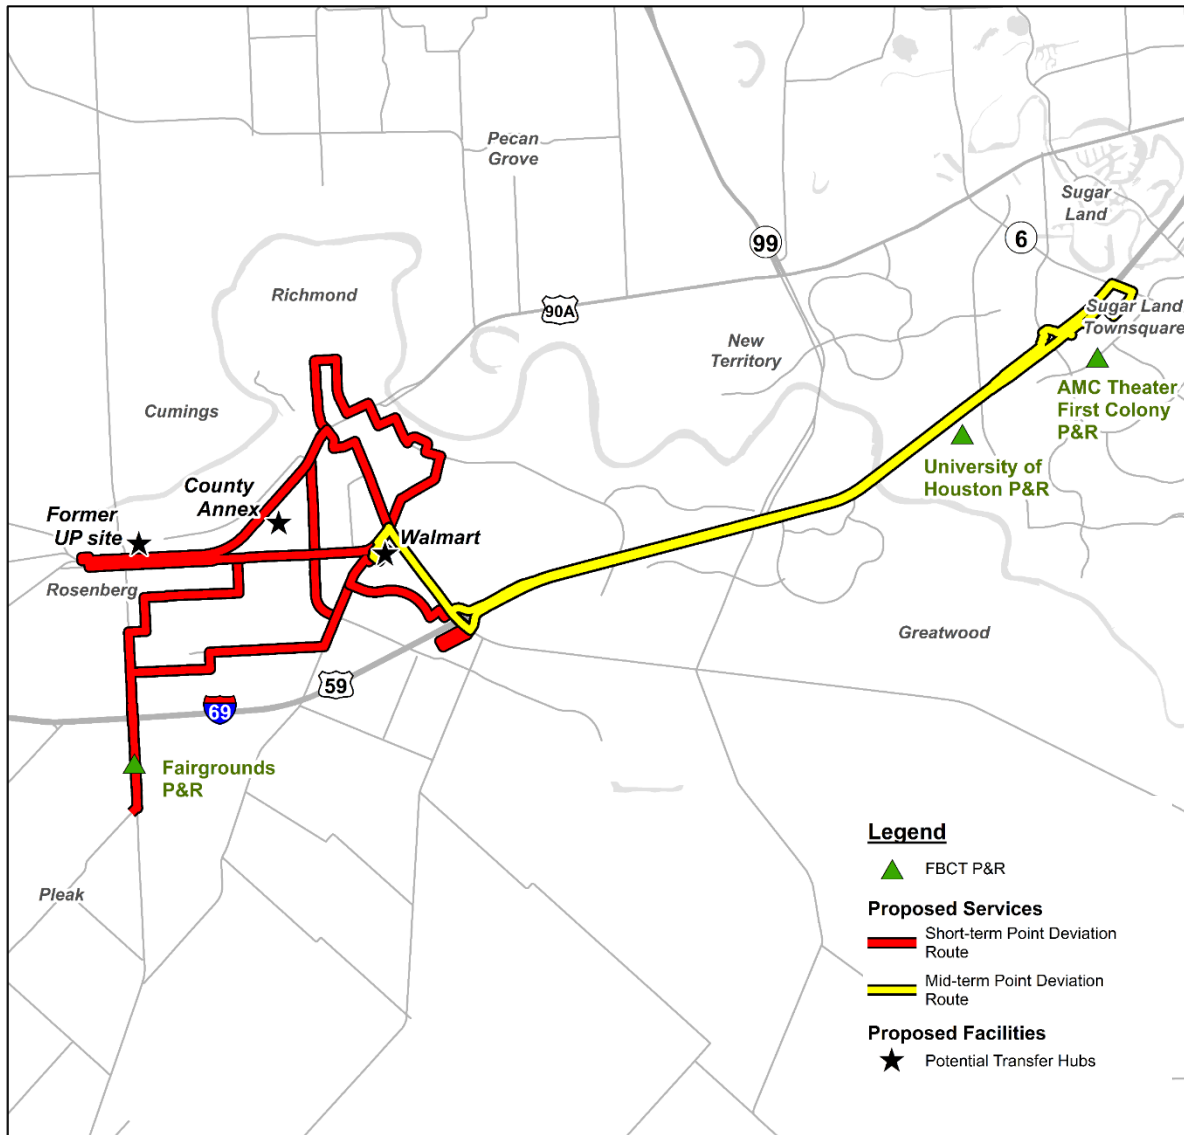 Pecan
Grove
Sugar
Land
99
6
Richmond
90A
Sugar Land
Townsquare
New
Territory
Cumings
AMC Theater
First Colony
P&R
University of
Houston P&R
County
Annex
Former
UP site
Walmart
Rosenberg
Greatwood
59
69
Fairgrounds
P&R
Pleak
Legend
FBCT P&R
Proposed Services
Short-term Point Deviation
Route
Mid-term Point Deviation
Route
Proposed Facilities
Potential Transfer Hubs